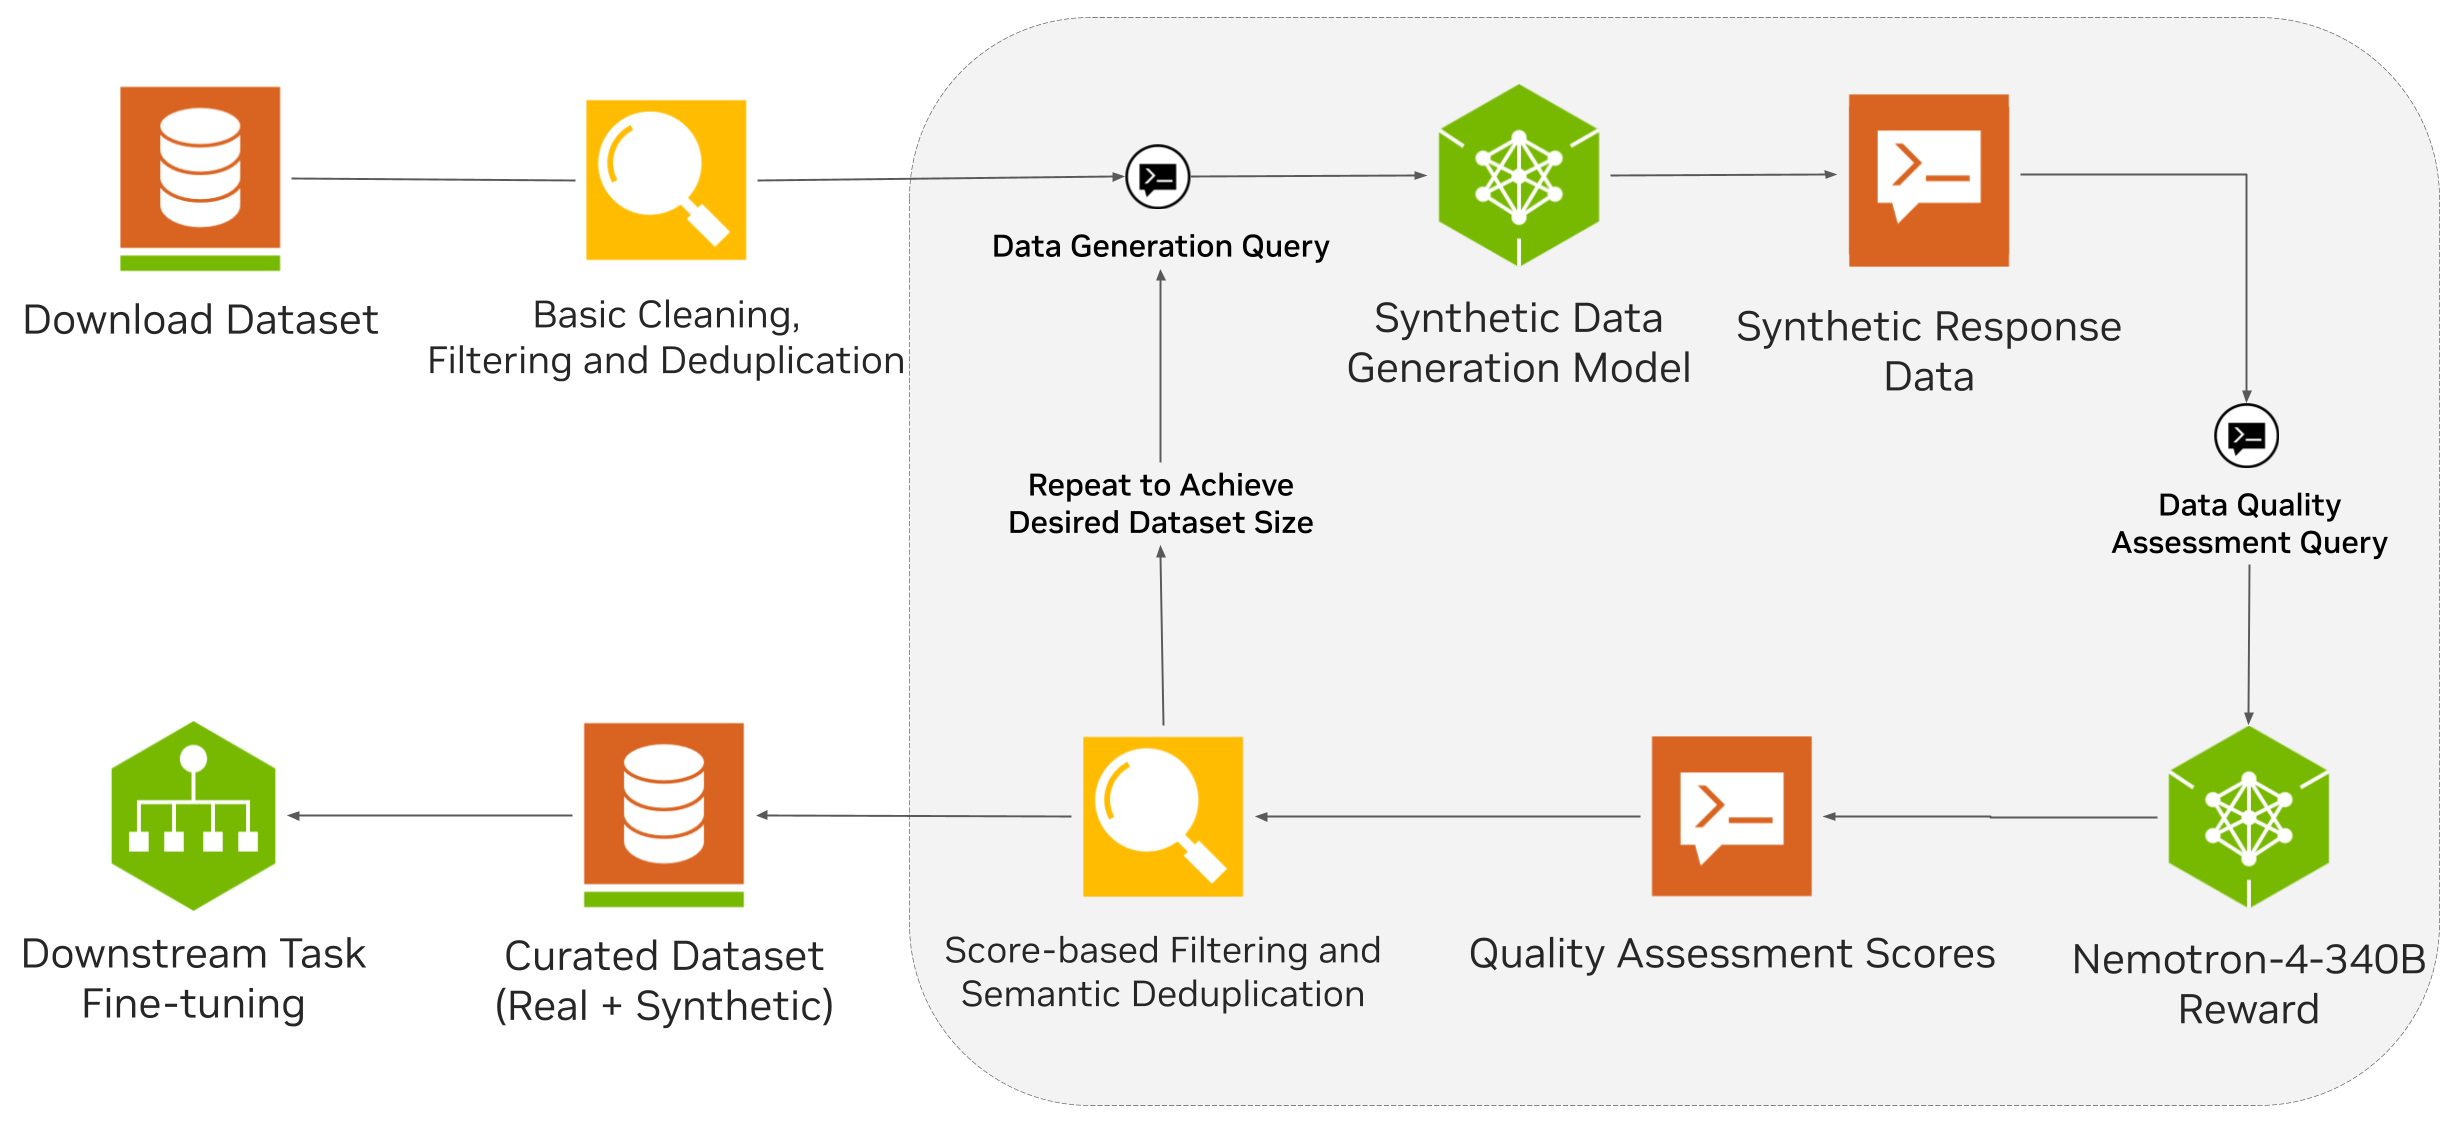 Download Dataset
Basic Cleaning,
Filtering and Deduplication
Data Generation Query
Synthetic Data
Generation Model
Synthetic Response
Data
Data Quality
Assessment Query
Repeat to Achieve
Desired Dataset Size
Nemotron-4-340B
Reward
Quality Assessment Scores
Score-based Filtering and
Semantic Deduplication
Curated Dataset
(Real + Synthetic)
Downstream Task
Fine-tuning